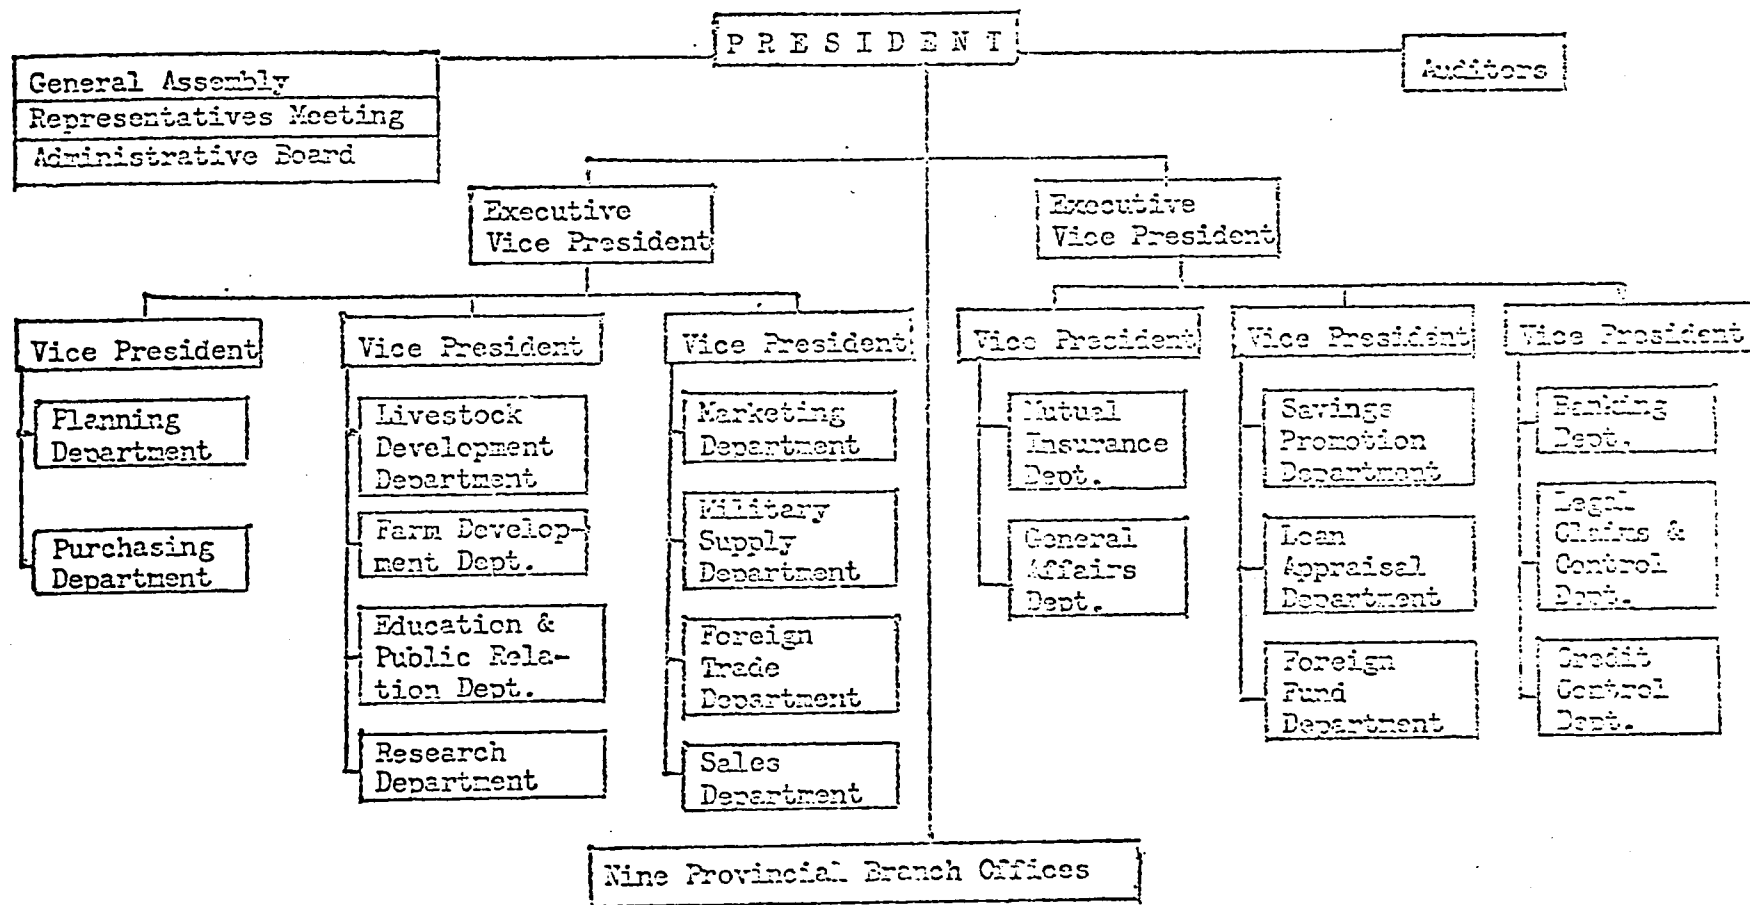 PRESIDENT
Auditors
General Assembly
Representatives Meeting
Administrative Board
Executive
Vice President
Executive
Vice President
Vice President
Planning
Department
Purchasing
Department
Vice President
Livestock
Development
Department
Farm Develop-
ment Dept.
Education &
Public Rela-
tion Dept.
Research
Department
Vice President
Marketing
Department
Military
Supply
Department
Foreign
Trade
Department
Sales
Department
Vice President
Mutual
Insurance
Dept.
General
Affairs
Dept.
Vice President
Savings
Promotion
Department
Loan
Appraisal
Department
Foreign
Fund
Department
Vice President
Banking
Dept.
Legal
Claims &
Control
Dept.
Credit
Control
Dept.
Nine Provincial Branch Offices